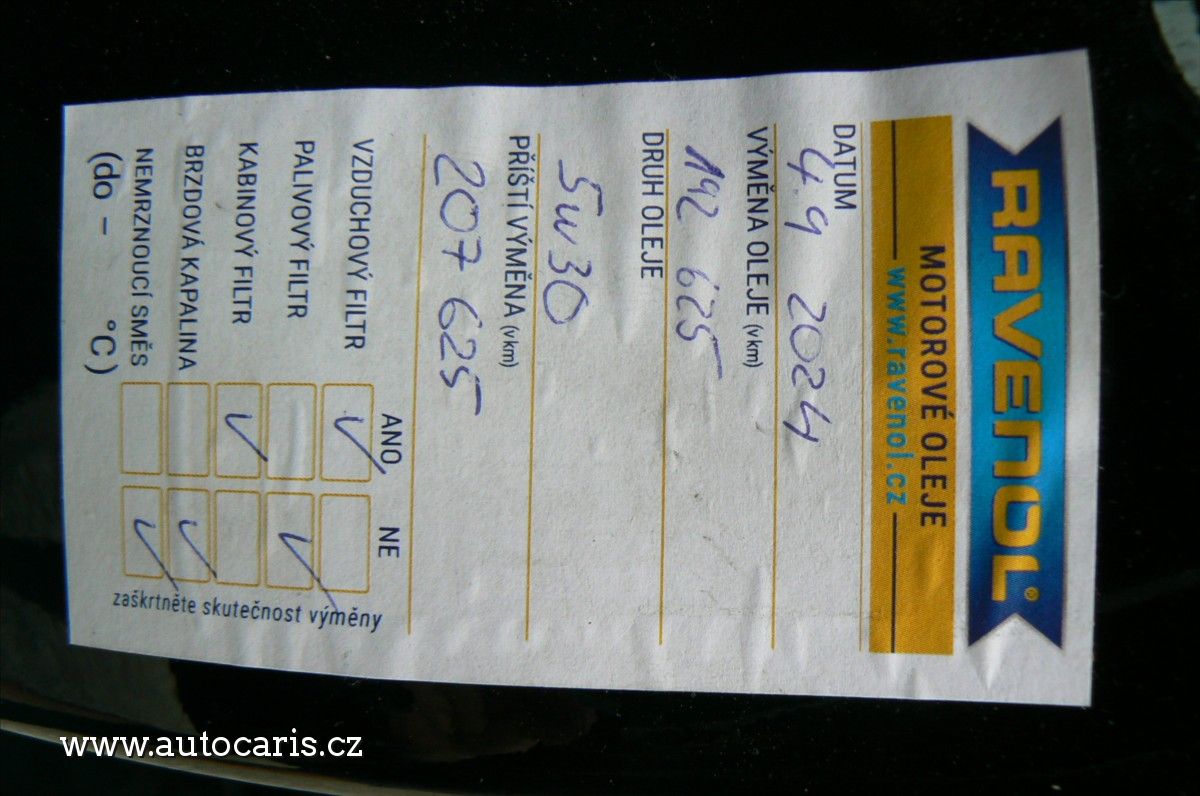 RAVENOL®
MOTOROVÉ OLEJE
www.ravenol.cz
DATUM
4.9 2024
VÝMĚNA OLEJE (v km)
192 625
DRUH OLEJE
5W30
PŘÍŠTÍ VÝMĚNA (v km)
207 625
ANO NE
VZDUCHOVÝ FILTR
PALIVOVÝ FILTR
KABINOVÝ FILTR
BRZDOVÁ KAPALINA
NEMRZNOUCÍ SMĚS
(do – °C)
zaškrtněte skutečnost výměny
www.autocaris.cz